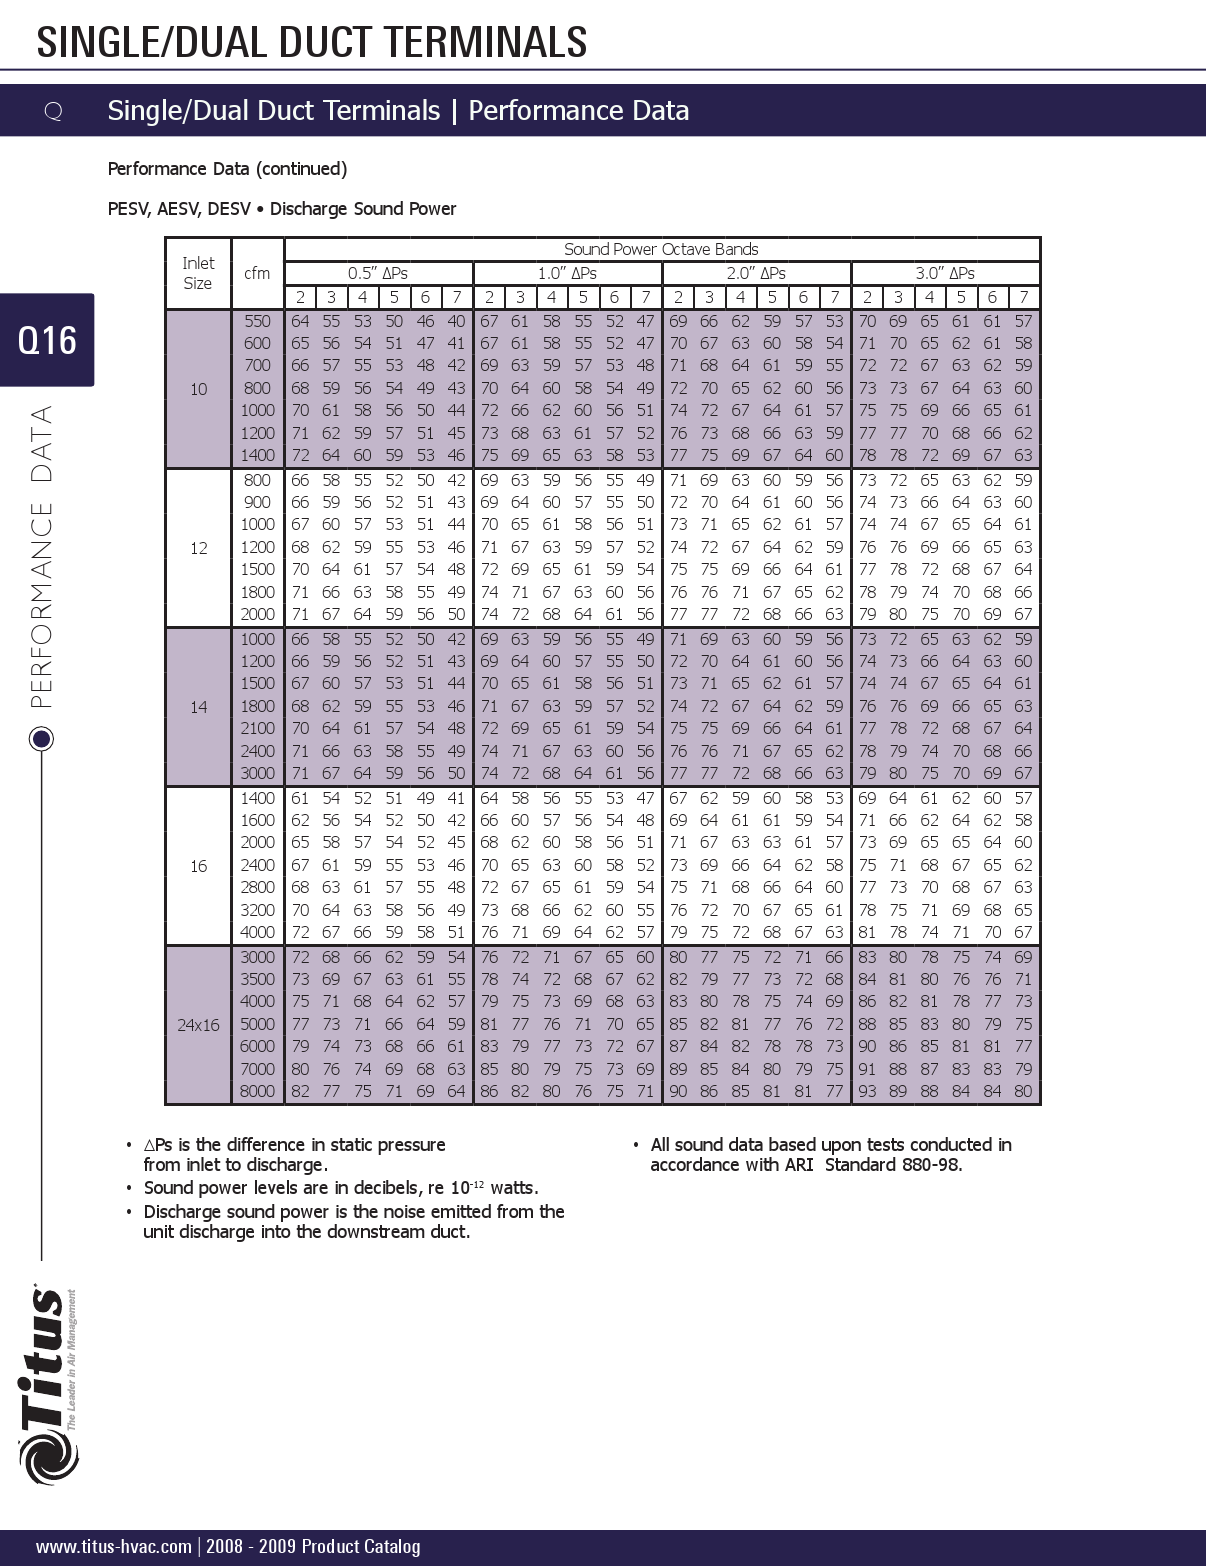 SINGLE/DUAL DUCT TERMINALS
Q Single/Dual Duct Terminals | Performance Data
Performance Data (continued)
PESV, AESV, DESV • Discharge Sound Power
Q16
PERFORMANCE DATA
Inlet Size cfm Sound Power Octave Bands
0.5” ΔPs 1.0” ΔPs 2.0” ΔPs 3.0” ΔPs
2 3 4 5 6 7 2 3 4 5 6 7 2 3 4 5 6 7 2 3 4 5 6 7
550 64 55 53 50 46 40 67 61 58 55 52 47 69 66 62 59 57 53 70 69 65 61 61 57
600 65 56 54 51 47 41 67 61 58 55 52 47 70 67 63 60 58 54 71 70 65 62 61 58
700 66 57 55 53 48 42 69 63 59 57 53 48 71 68 64 61 59 55 72 72 67 63 62 59
10 800 68 59 56 54 49 43 70 64 60 58 54 49 72 70 65 62 60 56 73 73 67 64 63 60
1000 70 61 58 56 50 44 72 66 62 60 56 51 74 72 67 64 61 57 75 75 69 66 65 61
1200 71 62 59 57 51 45 73 68 63 61 57 52 76 73 68 66 63 59 77 77 70 68 66 62
1400 72 64 60 59 53 46 75 69 65 63 58 53 77 75 69 67 64 60 78 78 72 69 67 63
800 66 58 55 52 50 42 69 63 59 56 55 49 71 69 63 60 59 56 73 72 65 63 62 59
900 66 59 56 52 51 43 69 64 60 57 55 50 72 70 64 61 60 56 74 73 66 64 63 60
1000 67 60 57 53 51 44 70 65 61 58 56 51 73 71 65 62 61 57 74 74 67 65 64 61
12 1200 68 62 59 55 53 46 71 67 63 59 57 52 74 72 67 64 62 59 76 76 69 66 65 63
1500 70 64 61 57 54 48 72 69 65 61 59 54 75 75 69 66 64 61 77 78 72 68 67 64
1800 71 66 63 58 55 49 74 71 67 63 60 56 76 76 71 67 65 62 78 79 74 70 68 66
2000 71 67 64 59 56 50 74 72 68 64 61 56 77 77 72 68 66 63 79 80 75 70 69 67
1000 66 58 55 52 50 42 69 63 59 56 55 49 71 69 63 60 59 56 73 72 65 63 62 59
1200 66 59 56 52 51 43 69 64 60 57 55 50 72 70 64 61 60 56 74 73 66 64 63 60
1500 67 60 57 53 51 44 70 65 61 58 56 51 73 71 65 62 61 57 74 74 67 65 64 61
14 1800 68 62 59 55 53 46 71 67 63 59 57 52 74 72 67 64 62 59 76 76 69 66 65 63
2100 70 64 61 57 54 48 72 69 65 61 59 54 75 75 69 66 64 61 77 78 72 68 67 64
2400 71 66 63 58 55 49 74 71 67 63 60 56 76 76 71 67 65 62 78 79 74 70 68 66
3000 71 67 64 59 56 50 74 72 68 64 61 56 77 77 72 68 66 63 79 80 75 70 69 67
1400 61 54 52 51 49 41 64 58 56 55 53 47 67 62 59 60 58 53 69 64 61 62 60 57
1600 62 56 54 52 50 42 66 60 57 56 54 48 69 64 61 61 59 54 71 66 62 64 62 58
2000 65 58 57 54 52 45 68 62 60 58 56 51 71 67 63 63 61 57 73 69 65 65 64 60
16 2400 67 61 59 55 53 46 70 65 63 60 58 52 73 69 66 64 62 58 75 71 68 67 65 62
2800 68 63 61 57 55 48 72 67 65 61 59 54 75 71 68 66 64 60 77 73 70 68 67 63
3200 70 64 63 58 56 49 73 68 66 62 60 55 76 72 70 67 65 61 78 75 71 69 68 65
4000 72 67 66 59 58 51 76 71 69 64 62 57 79 75 72 68 67 63 81 78 74 71 70 67
3000 72 68 66 62 59 54 76 72 71 67 65 60 80 77 75 72 71 66 83 80 78 75 74 69
3500 73 69 67 63 61 55 78 74 72 68 67 62 82 79 77 73 72 68 84 81 80 76 76 71
4000 75 71 68 64 62 57 79 75 73 69 68 63 83 80 78 75 74 69 86 82 81 78 77 73
24x16 5000 77 73 71 66 64 59 81 77 76 71 70 65 85 82 81 77 76 72 88 85 83 80 79 75
6000 79 74 73 68 66 61 83 79 77 73 72 67 87 84 82 78 78 73 90 86 85 81 81 77
7000 80 76 74 69 68 63 85 80 79 75 73 69 89 85 84 80 79 75 91 88 87 83 83 79
8000 82 77 75 71 69 64 86 82 80 76 75 71 90 86 85 81 81 77 93 89 88 84 84 80
• △Ps is the difference in static pressure
from inlet to discharge.
• Sound power levels are in decibels, re 10⁻¹² watts.
• Discharge sound power is the noise emitted from the
unit discharge into the downstream duct.
• All sound data based upon tests conducted in
accordance with ARI Standard 880-98.
Titus
The Leader in Air Management
www.titus-hvac.com | 2008 - 2009 Product Catalog